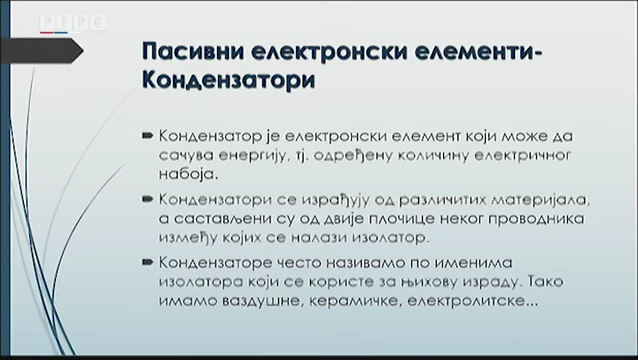 РТРС
Пасивни електронски елементи-
Кондензатори
Кондензатор је електронски елемент који може да
сачува енергију, тј. одређену количину електричног
набоја.
Кондензатори се израђују од различитих материјала,
а састављени су од двије плочице неког проводника
између којих се налази изолатор.
Кондензаторе често називамо по именима
изолатора који се користе за њихову израду. Тако
имамо ваздушне, керамичке, електролитске...